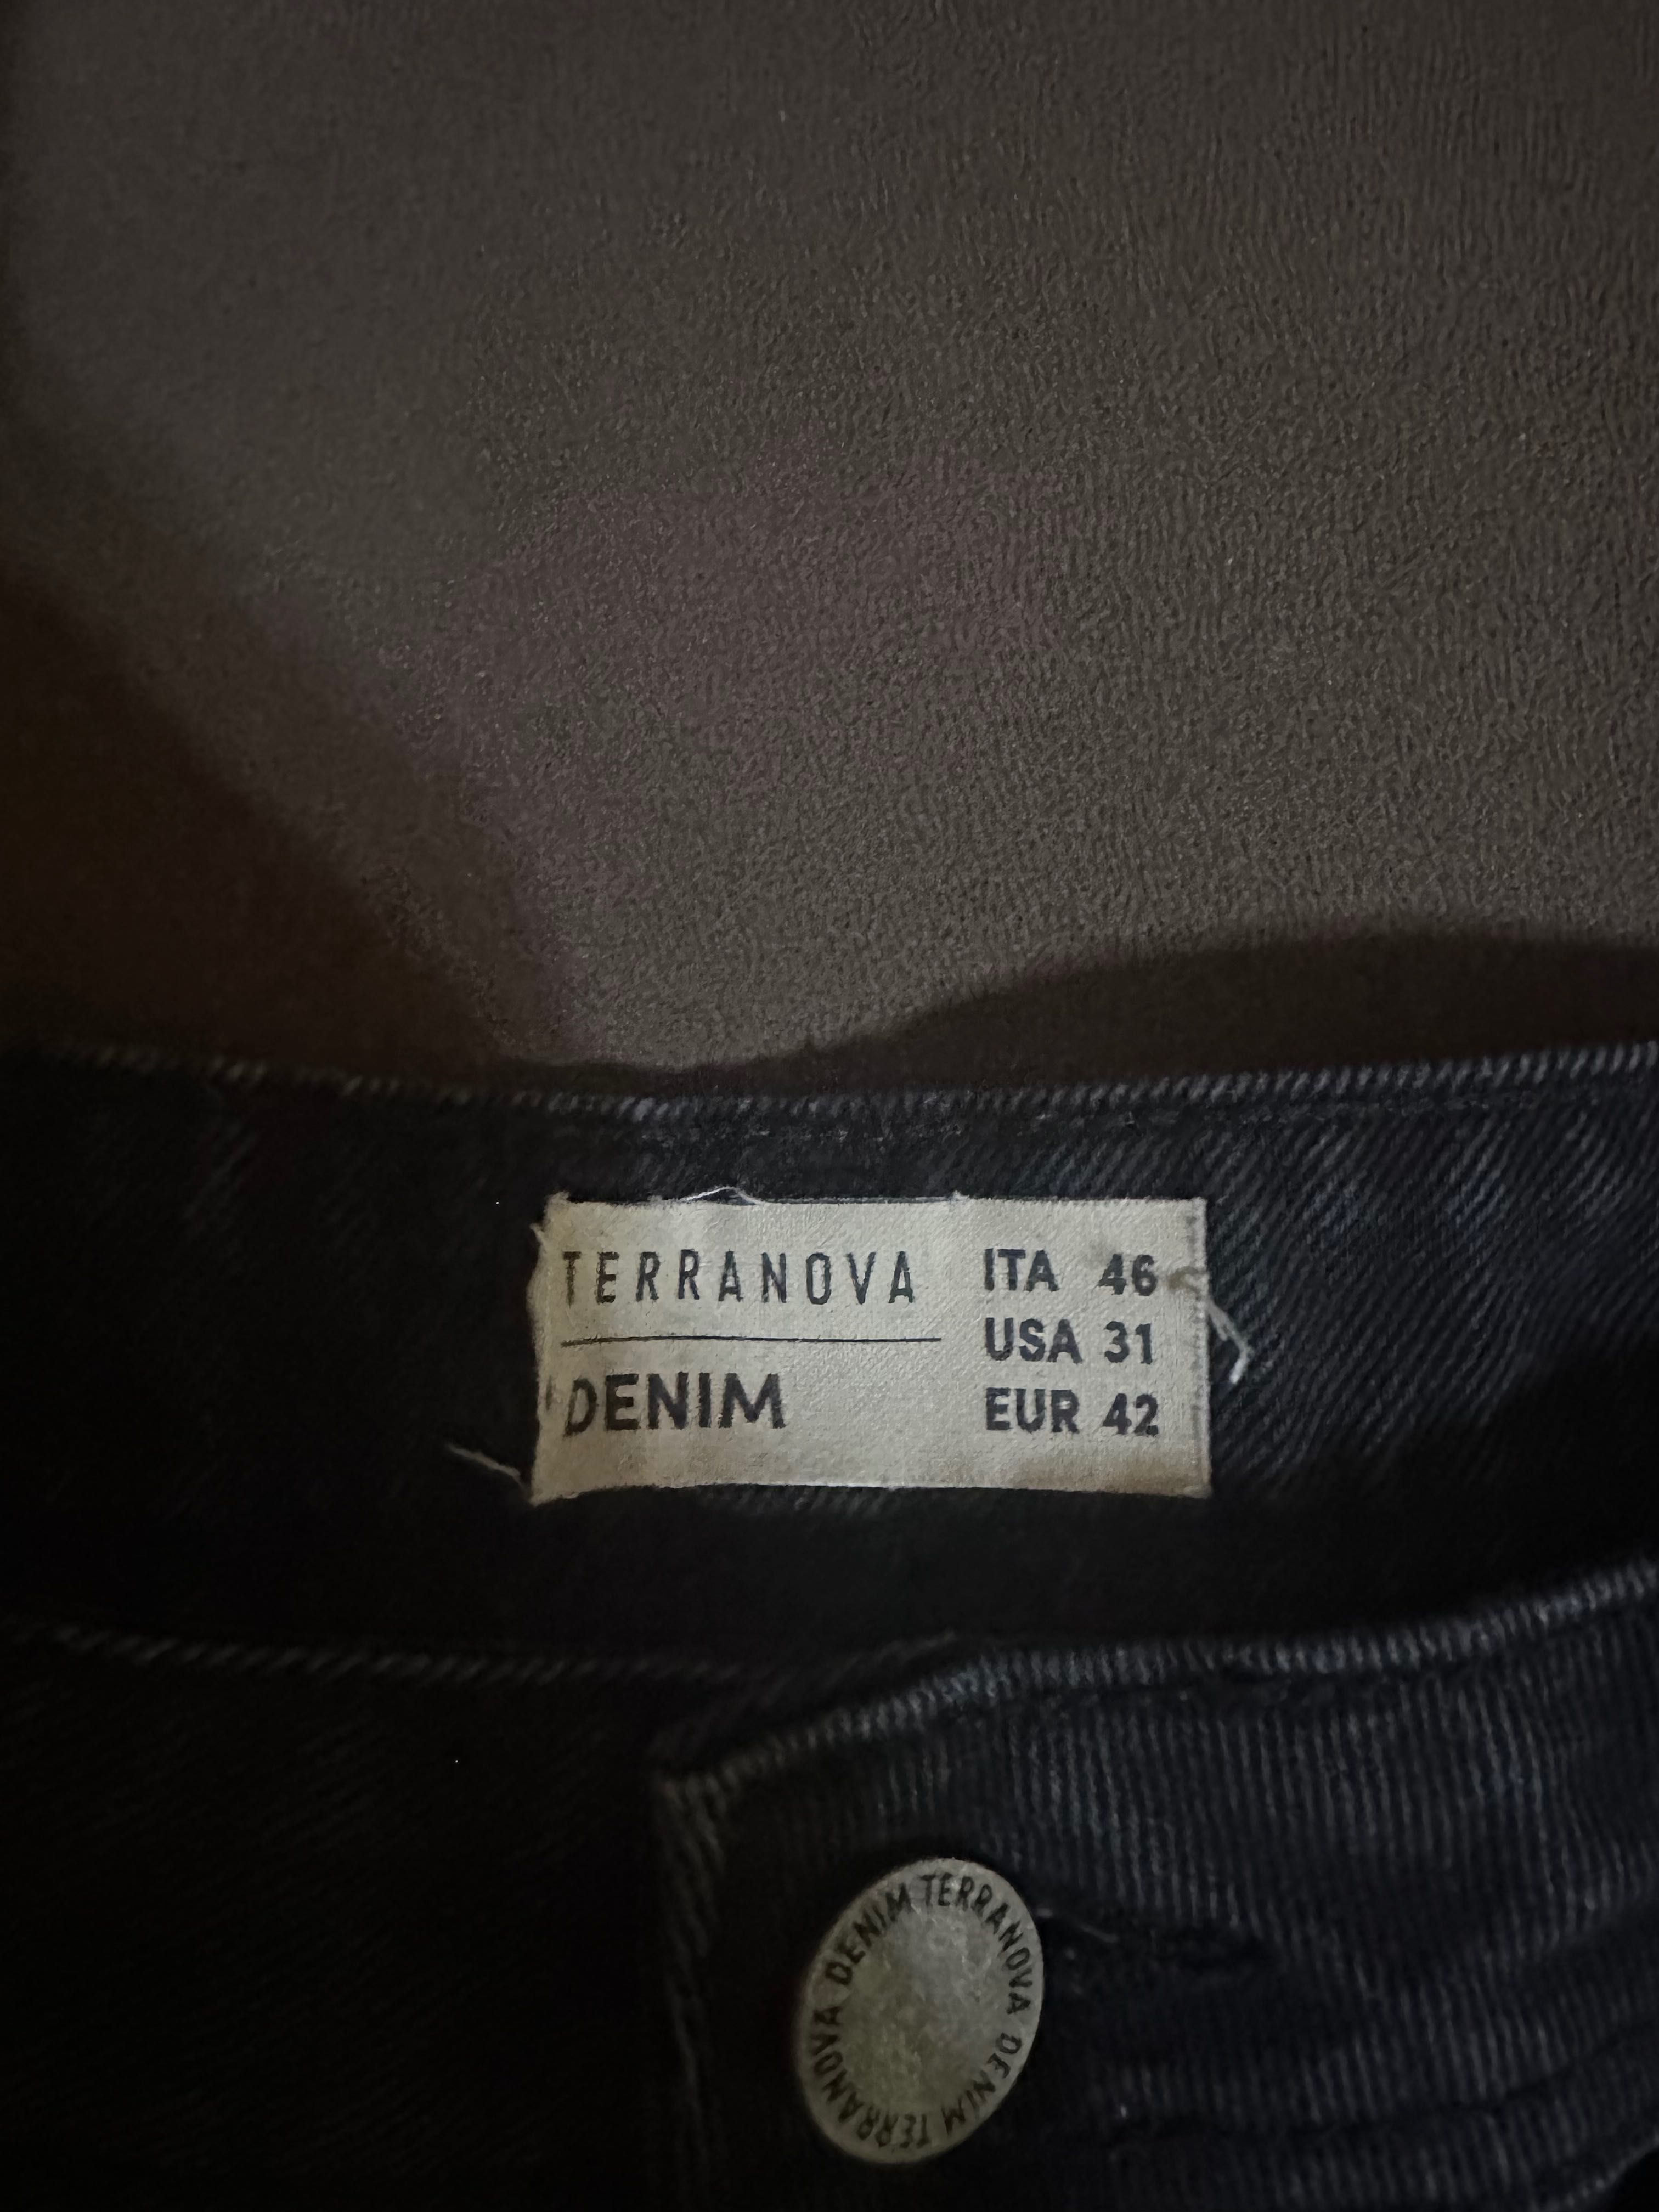 TERRANOVA
DENIM
ITA 46
USA 31
EUR 42
TERRANOVA DENIM TERRANOVA DENIM